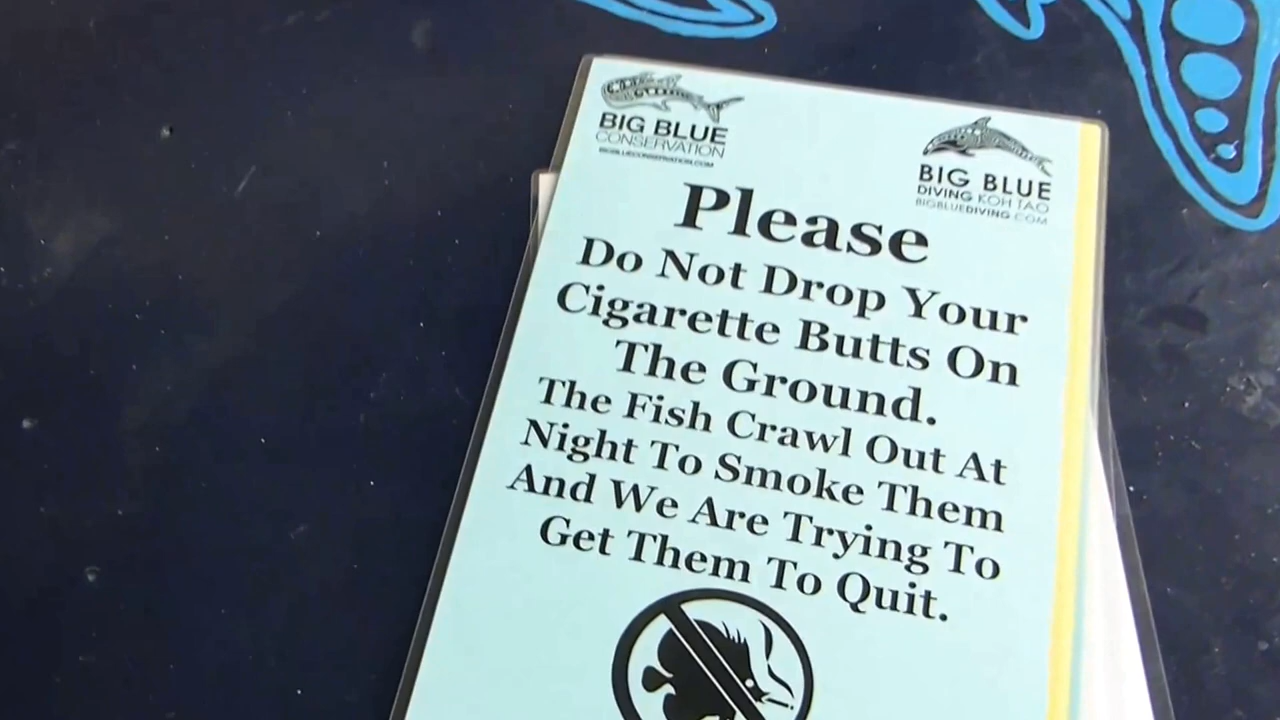 BIG BLUE
CONSERVATION
BIGBLUECONSERVATION.COM
BIG BLUE
DIVING KOH TAO
BIGBLUEDIVING.COM
Please
Do Not Drop Your
Cigarette Butts On
The Ground.
The Fish Crawl Out At
Night To Smoke Them
And We Are Trying To
Get Them To Quit.